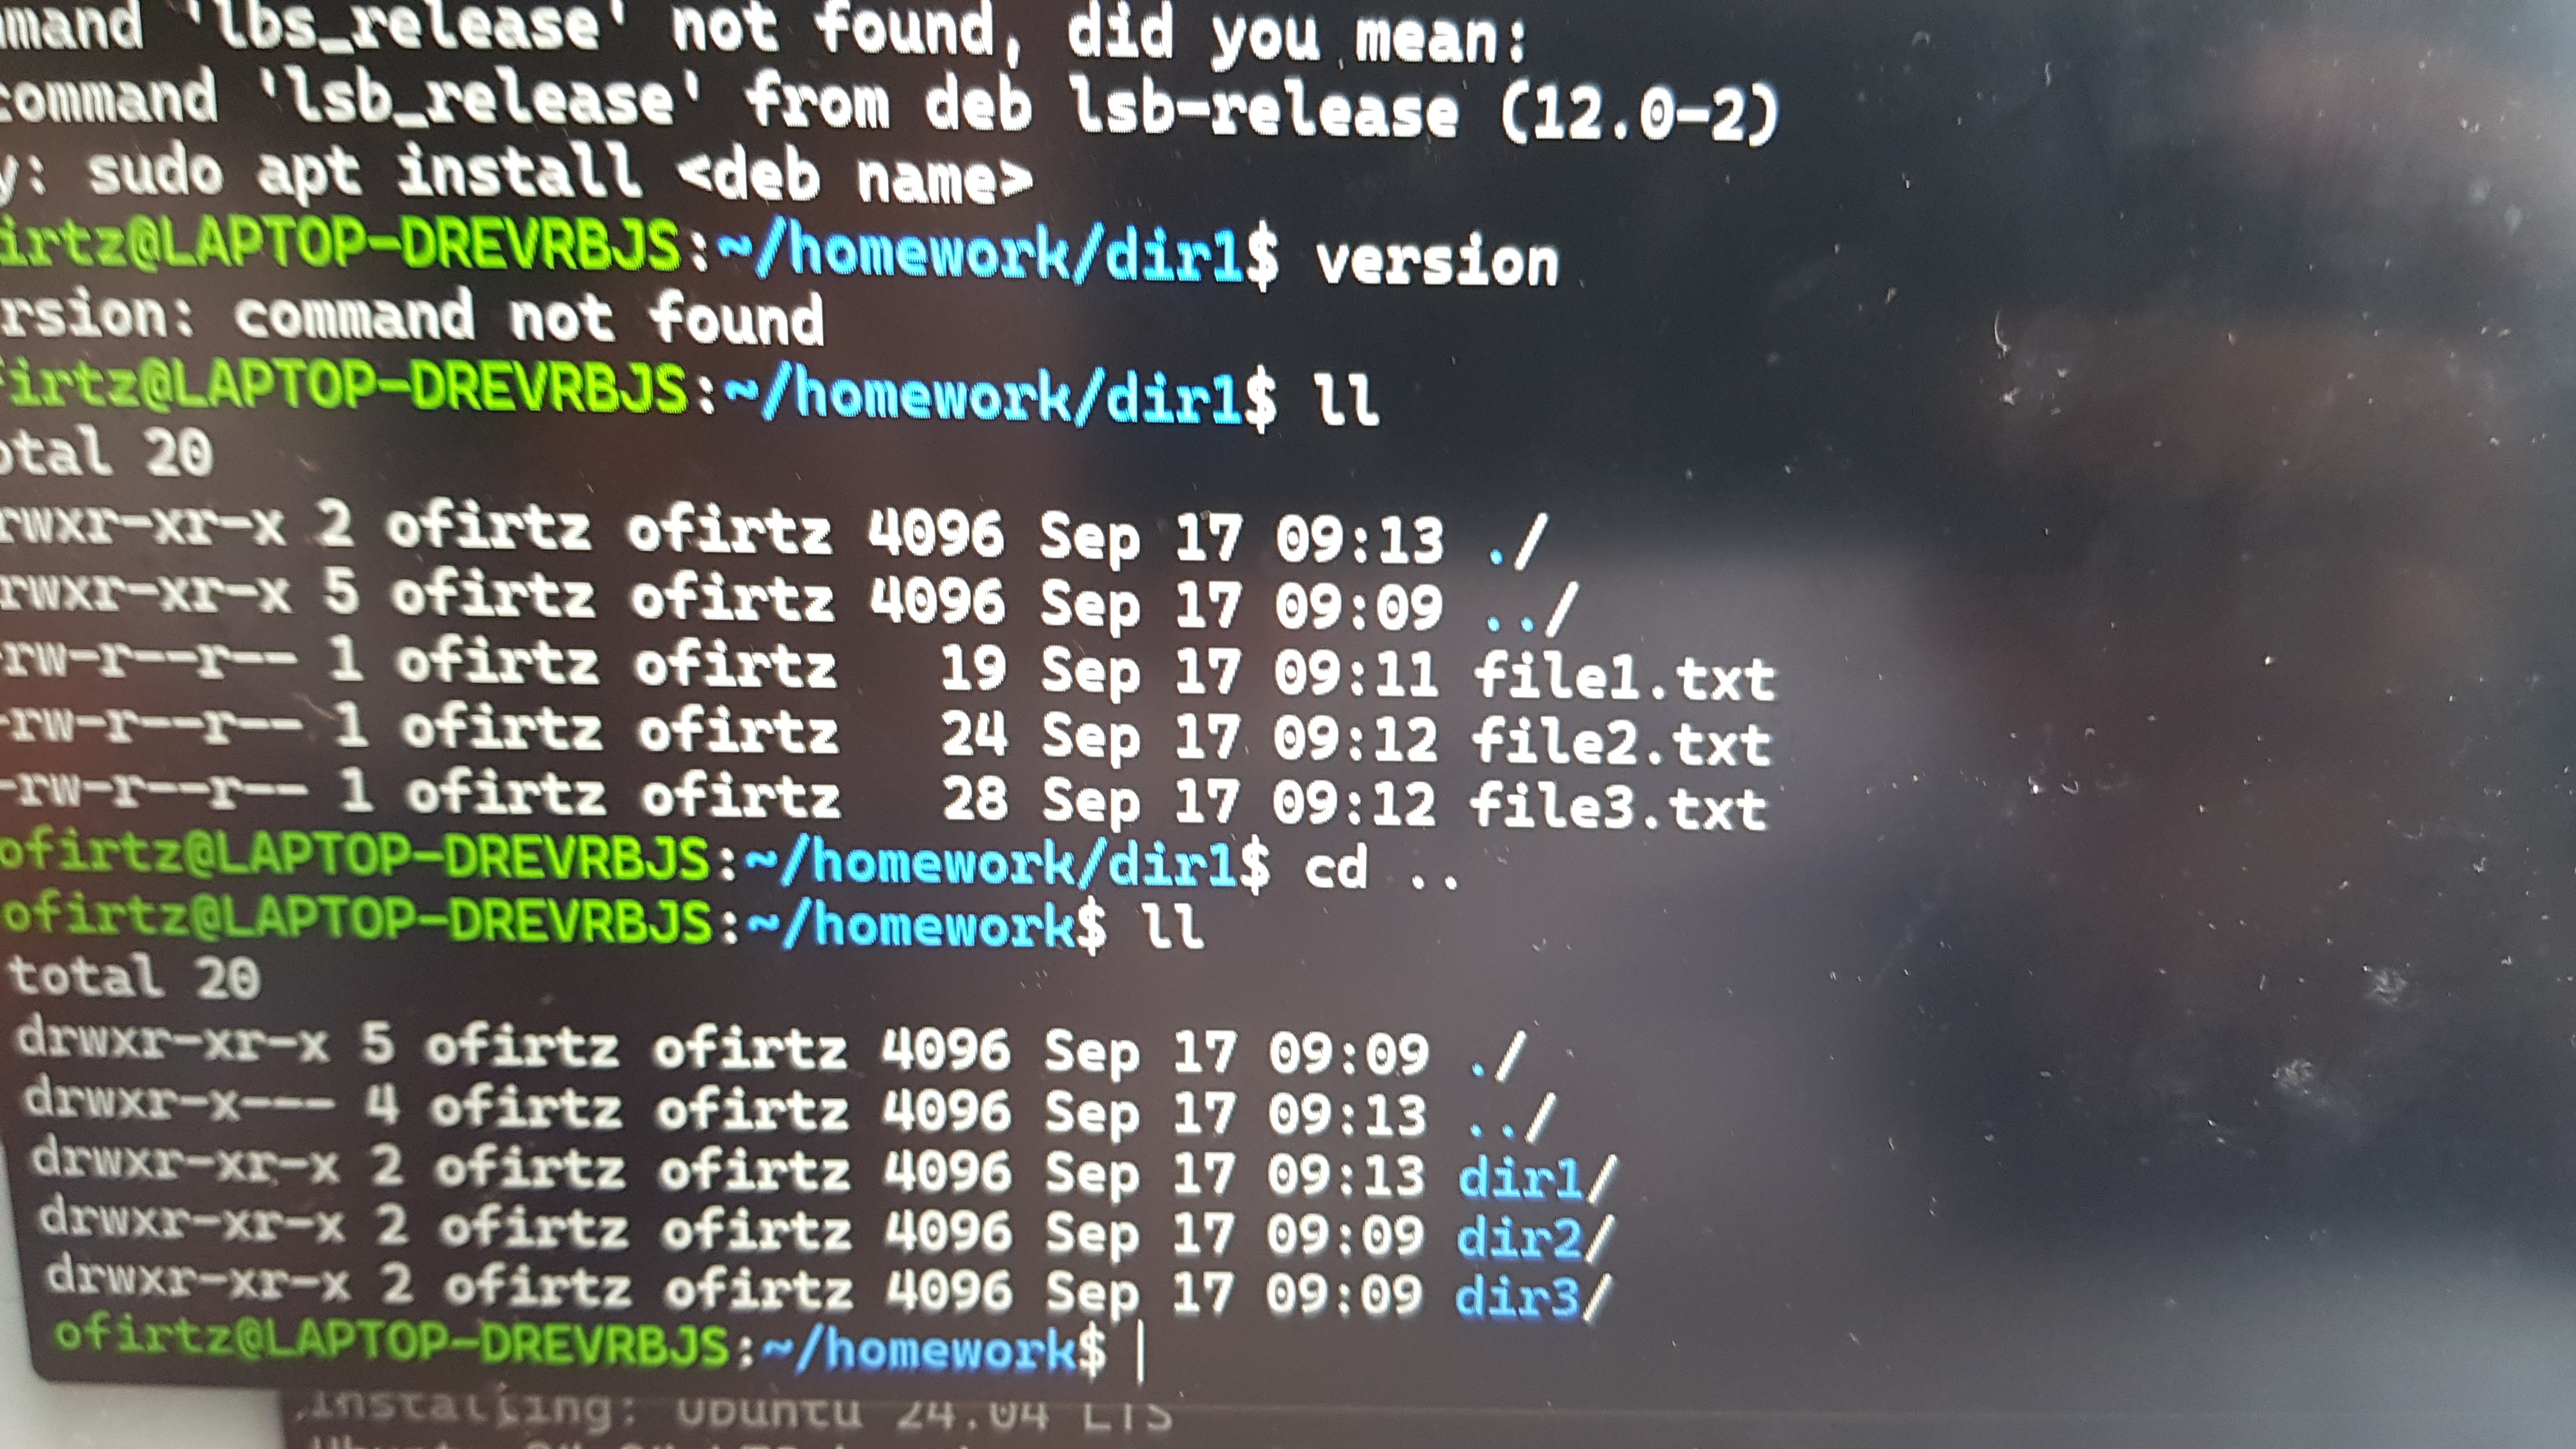 mmand 'lbs_release' not found, did you mean:
command 'lsb_release' from deb lsb-release (12.0-2)
y: sudo apt install <deb name>
irtz@LAPTOP-DREVRBJS:~/homework/dir1$ version
rsion: command not found
firtz@LAPTOP-DREVRBJS:~/homework/dir1$ ll
otal 20
rwxr-xr-x 2 ofirtz ofirtz 4096 Sep 17 09:13 ./
rwxr-xr-x 5 ofirtz ofirtz 4096 Sep 17 09:09 ../
-rw-r--r-- 1 ofirtz ofirtz   19 Sep 17 09:11 file1.txt
-rw-r--r-- 1 ofirtz ofirtz   24 Sep 17 09:12 file2.txt
-rw-r--r-- 1 ofirtz ofirtz   28 Sep 17 09:12 file3.txt
ofirtz@LAPTOP-DREVRBJS:~/homework/dir1$ cd ..
ofirtz@LAPTOP-DREVRBJS:~/homework$ ll
total 20
drwxr-xr-x 5 ofirtz ofirtz 4096 Sep 17 09:09 ./
drwxr-x--- 4 ofirtz ofirtz 4096 Sep 17 09:13 ../
drwxr-xr-x 2 ofirtz ofirtz 4096 Sep 17 09:13 dir1/
drwxr-xr-x 2 ofirtz ofirtz 4096 Sep 17 09:09 dir2/
drwxr-xr-x 2 ofirtz ofirtz 4096 Sep 17 09:09 dir3/
ofirtz@LAPTOP-DREVRBJS:~/homework$
Installing: Ubuntu 24.04 LTS